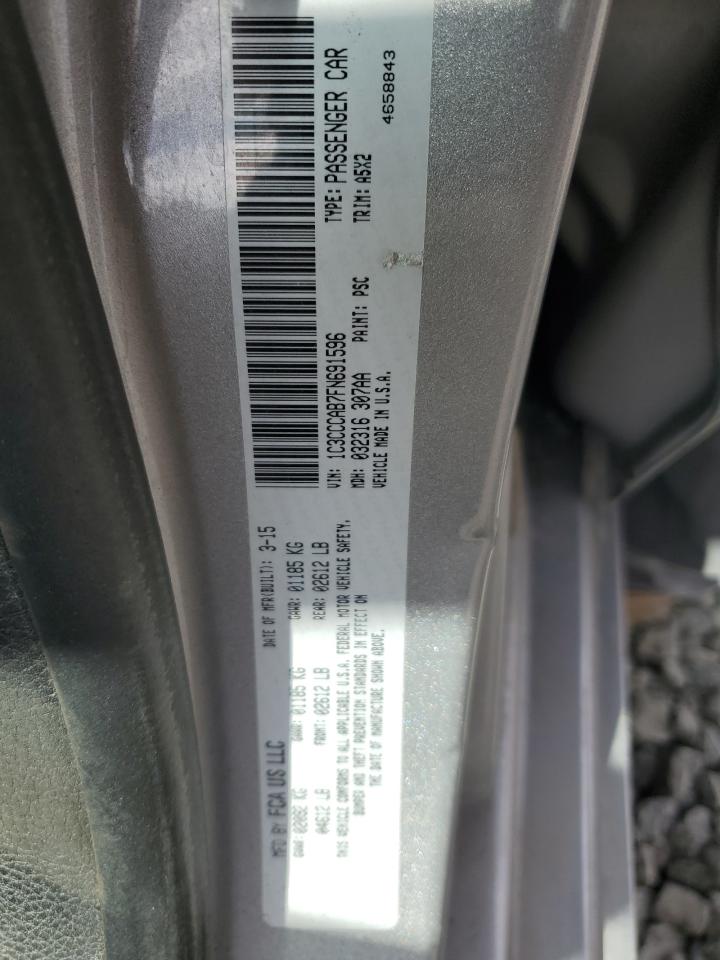 MFD BY FCA US LLC
DATE OF MFR(BUILT): 3-15
GVWR: 02092 KG GAWR: 01185 KG GAWR: 01185 KG
04612 LB FRONT: 02612 LB REAR: 02612 LB
THIS VEHICLE CONFORMS TO ALL APPLICABLE U.S.A. FEDERAL MOTOR VEHICLE SAFETY,
BUMPER AND THEFT PREVENTION STANDARDS IN EFFECT ON
THE DATE OF MANUFACTURE SHOWN ABOVE.
VIN: 1C3CCCAB7FN691596 TYPE: PASSENGER CAR
MDH: 032316 307AA PAINT: PSC TRIM: A5X2
VEHICLE MADE IN U.S.A.
4658843